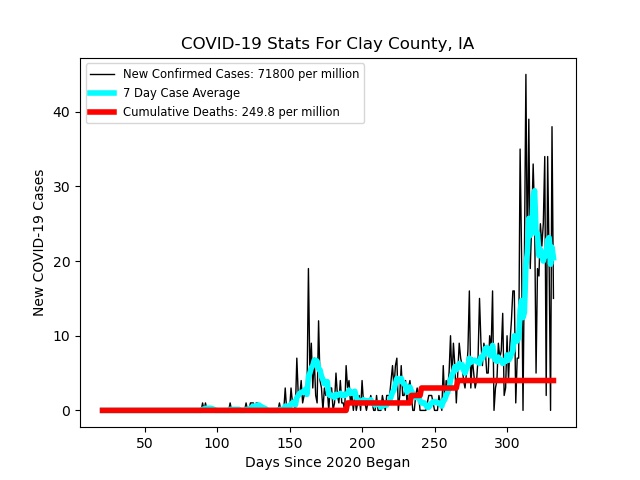 COVID-19 Stats For Clay County, IA
New Confirmed Cases: 71800 per million
7 Day Case Average
Cumulative Deaths: 249.8 per million
New COVID-19 Cases
40
30
20
10
0
50 100 150 200 250 300
Days Since 2020 Began